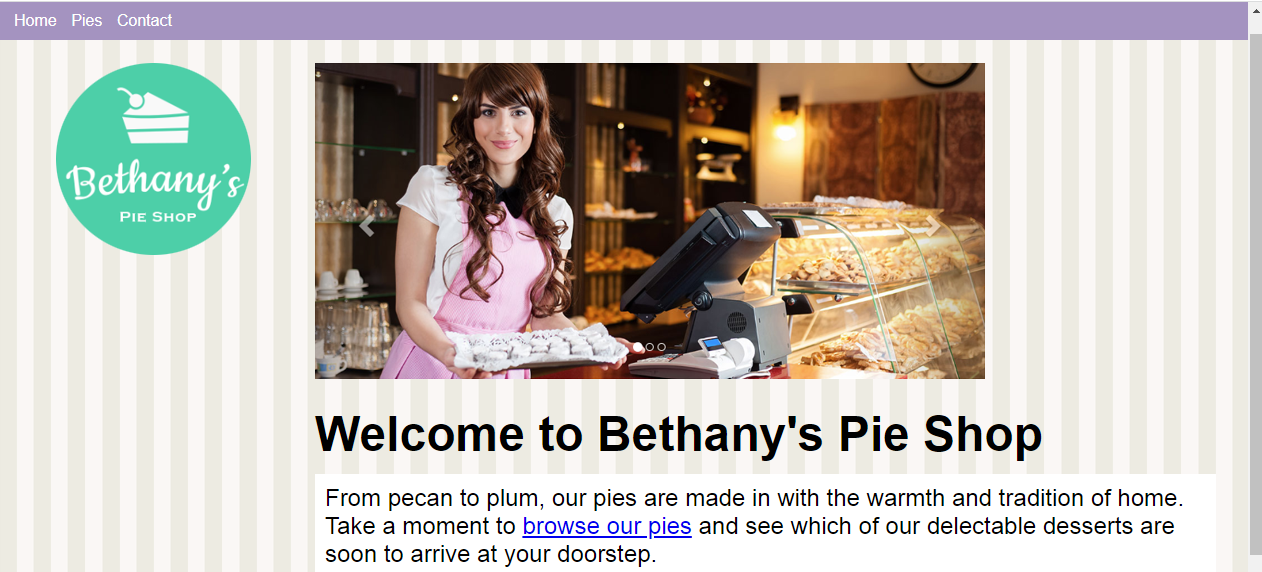 Home Pies Contact
Bethany's
PIE SHOP
Welcome to Bethany's Pie Shop
From pecan to plum, our pies are made in with the warmth and tradition of home.
Take a moment to browse our pies and see which of our delectable desserts are
soon to arrive at your doorstep.